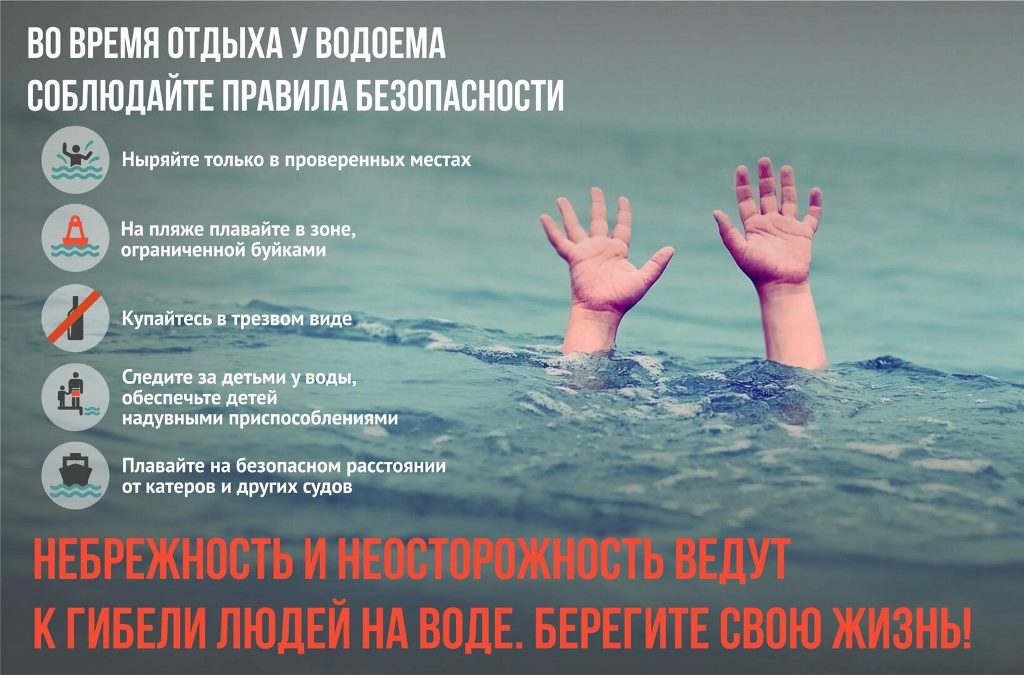 ВО ВРЕМЯ ОТДЫХА У ВОДОЕМА
СОБЛЮДАЙТЕ ПРАВИЛА БЕЗОПАСНОСТИ
Ныряйте только в проверенных местах
На пляже плавайте в зоне,
ограниченной буйками
Купайтесь в трезвом виде
Следите за детьми у воды,
обеспечьте детей
надувными приспособлениями
Плавайте на безопасном расстоянии
от катеров и других судов
НЕБРЕЖНОСТЬ И НЕОСТОРОЖНОСТЬ ВЕДУТ
К ГИБЕЛИ ЛЮДЕЙ НА ВОДЕ. БЕРЕГИТЕ СВОЮ ЖИЗНЬ!